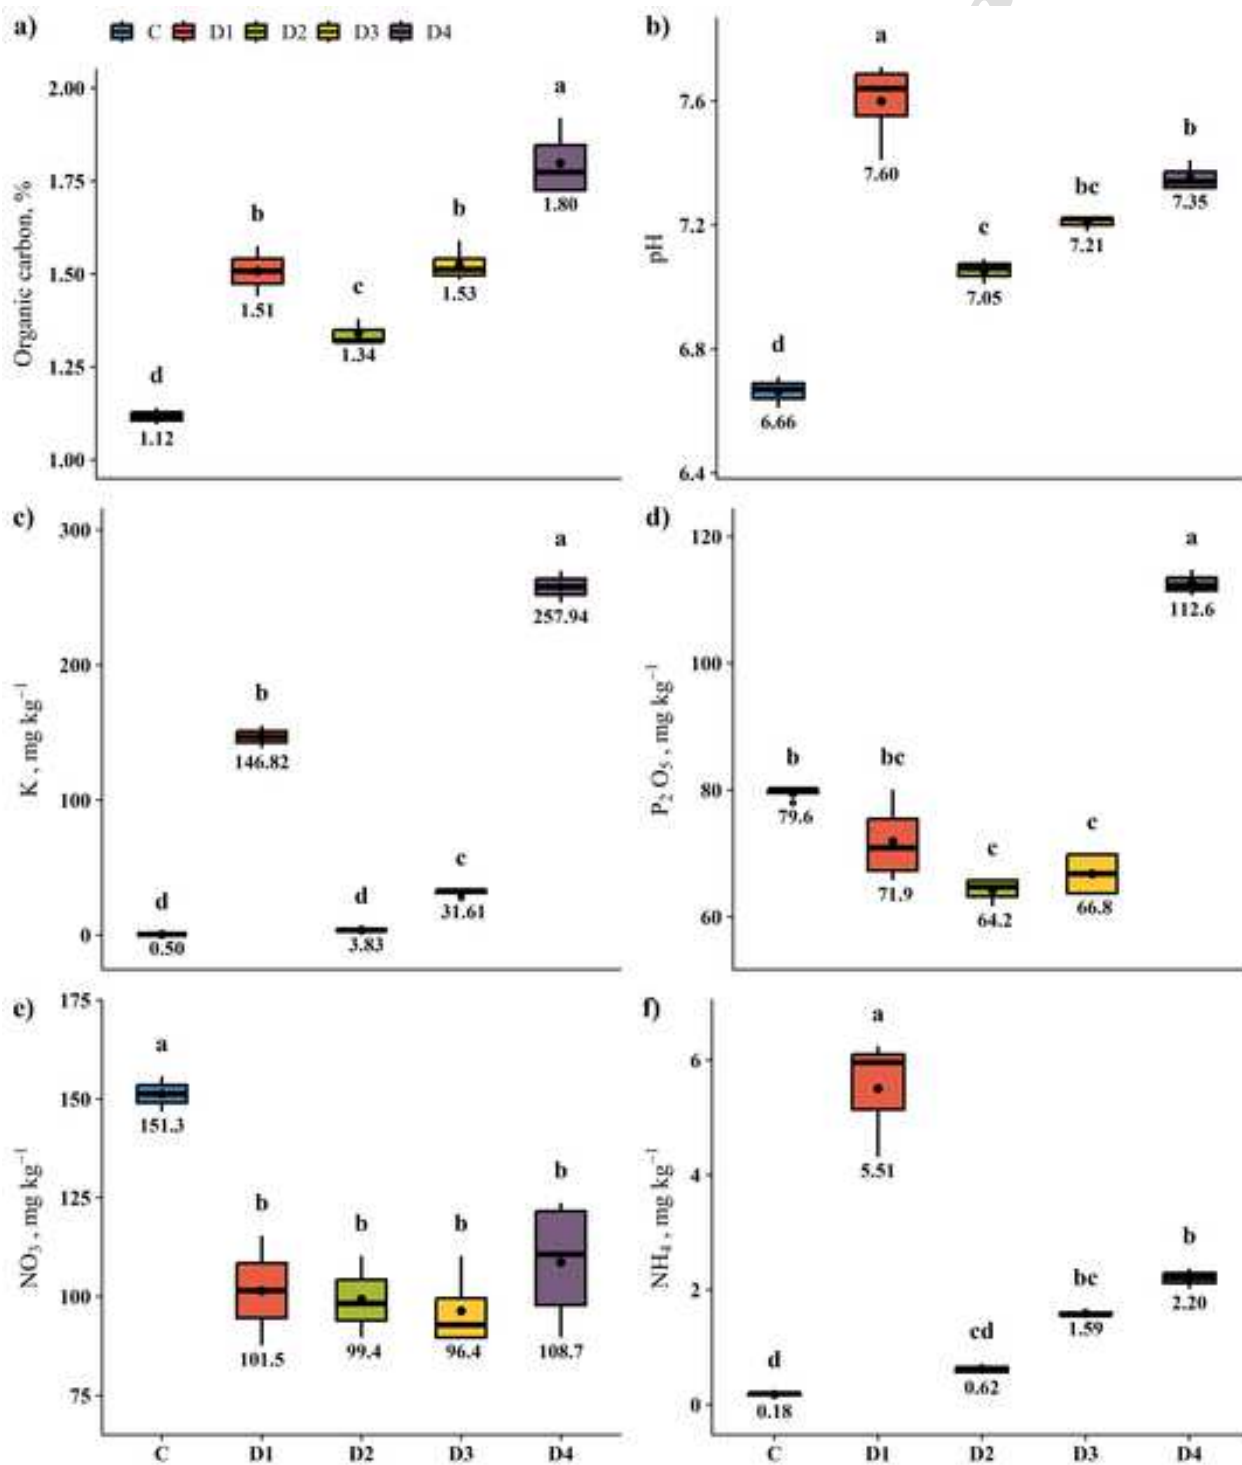 a) C D1 D2 D3 D4
Organic carbon, %
2.00
1.75
1.50
1.25
1.00
d
1.12
b
1.51
c
1.34
b
1.53
a
1.80
b)
pH
7.6
7.2
6.8
6.4
d
6.66
a
7.60
c
7.05
bc
7.21
b
7.35
c)
K , mg kg⁻¹
300
200
100
0
d
0.50
b
146.82
d
3.83
c
31.61
a
257.94
d)
P₂O₅ , mg kg⁻¹
120
100
80
60
b
79.6
bc
71.9
c
64.2
c
66.8
a
112.6
e)
NO₃ , mg kg⁻¹
175
150
125
100
75
a
151.3
b
101.5
b
99.4
b
96.4
b
108.7
C D1 D2 D3 D4
f)
NH₄ , mg kg⁻¹
6
4
2
0
d
0.18
a
5.51
cd
0.62
bc
1.59
b
2.20
C D1 D2 D3 D4